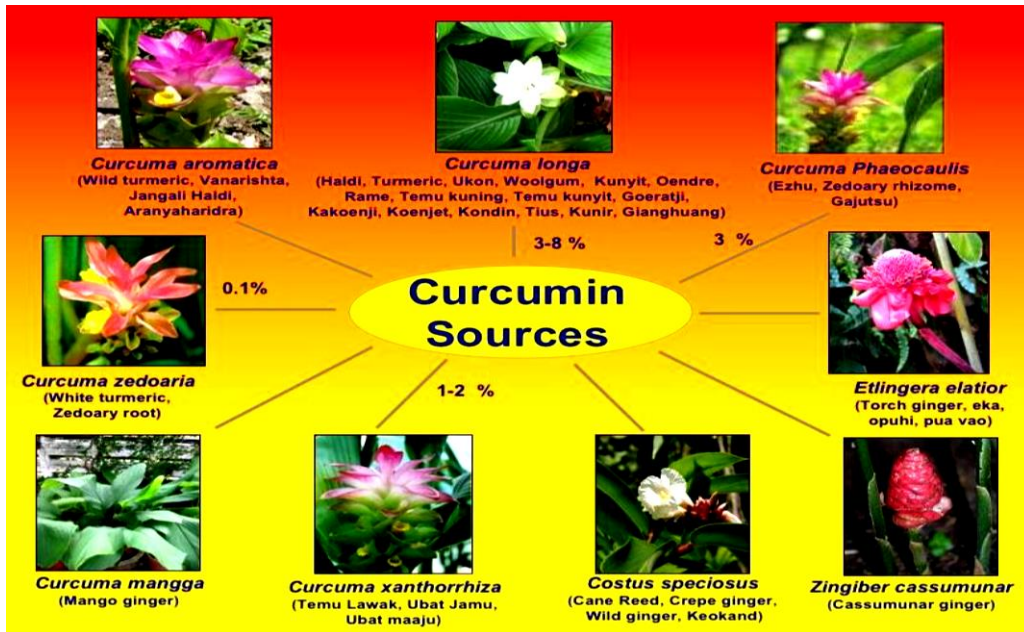 Curcuma aromatica
(Wild turmeric, Vanarishta,
Jangali Haldi,
Aranyaharidra)
Curcuma longa
(Haldi, Turmeric, Ukon, Woolgum, Kunyit, Oendre,
Rame, Temu kuning, Temu kunyit, Goeratji,
Kakoenji, Koenjet, Kondin, Tius, Kunir, Gianghuang)
Curcuma Phaeocaulis
(Ezhu, Zedoary rhizome,
Gajutsu)
3-8 %
3 %
0.1%
Curcumin
Sources
Curcuma zedoaria
(White turmeric,
Zedoary root)
1-2 %
Etlingera elatior
(Torch ginger, eka,
opuhi, pua vao)
Curcuma mangga
(Mango ginger)
Curcuma xanthorrhiza
(Temu Lawak, Ubat Jamu,
Ubat maaju)
Costus speciosus
(Cane Reed, Crepe ginger,
Wild ginger, Keokand)
Zingiber cassumunar
(Cassumunar ginger)